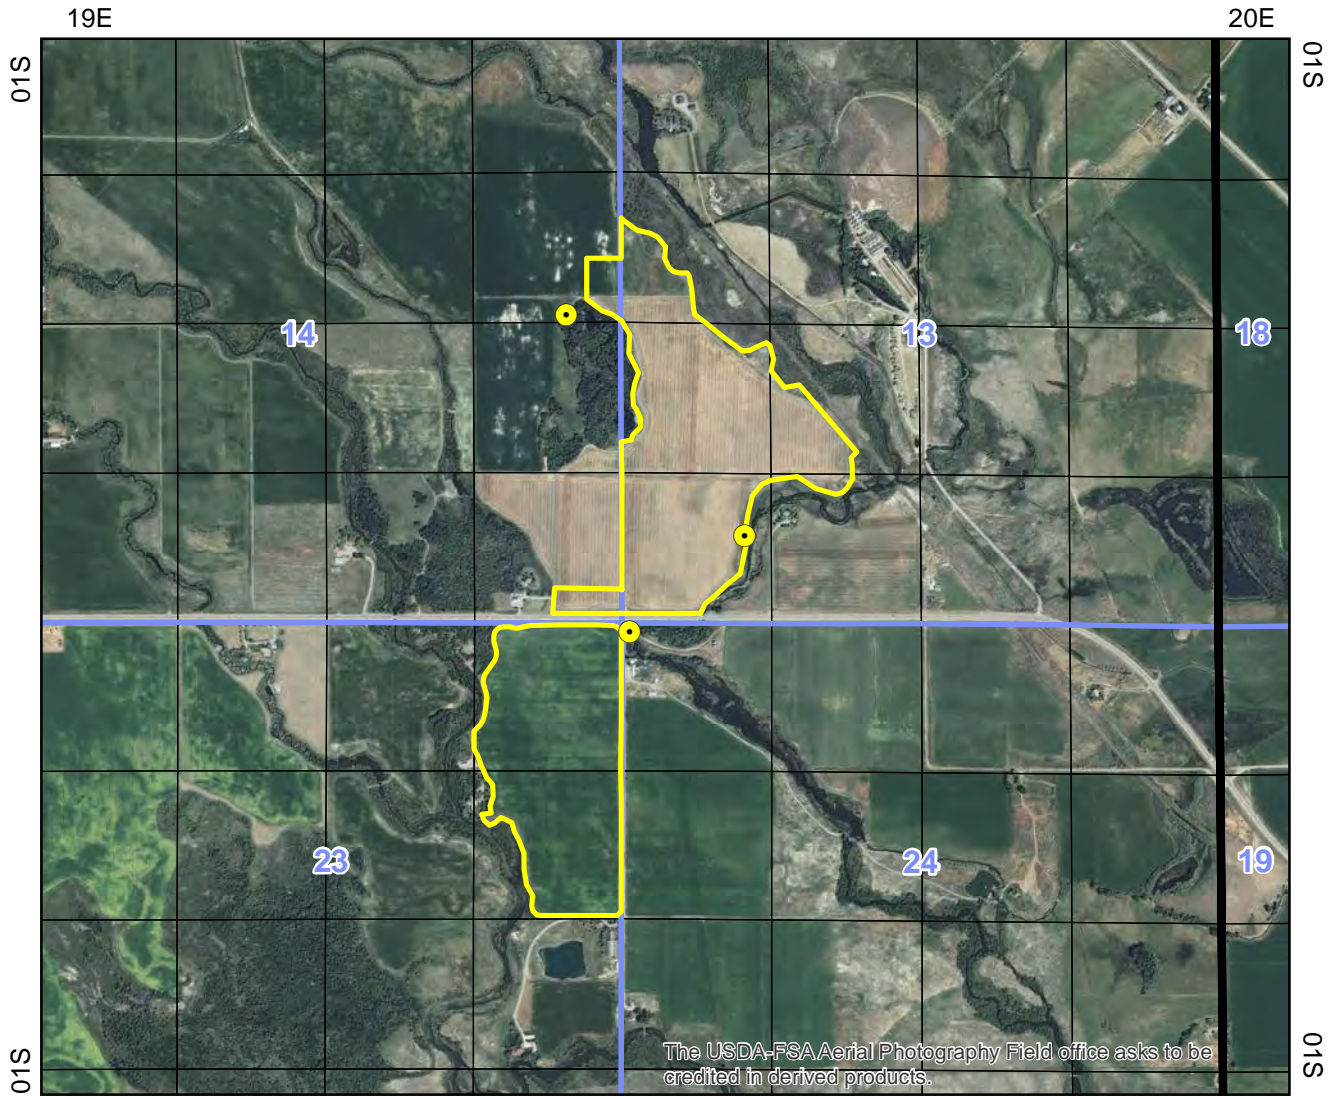 19E 20E
01S 01S
14 13 18
23 24 19
01S 01S
The USDA-FSA Aerial Photography Field office asks to be
credited in derived products.